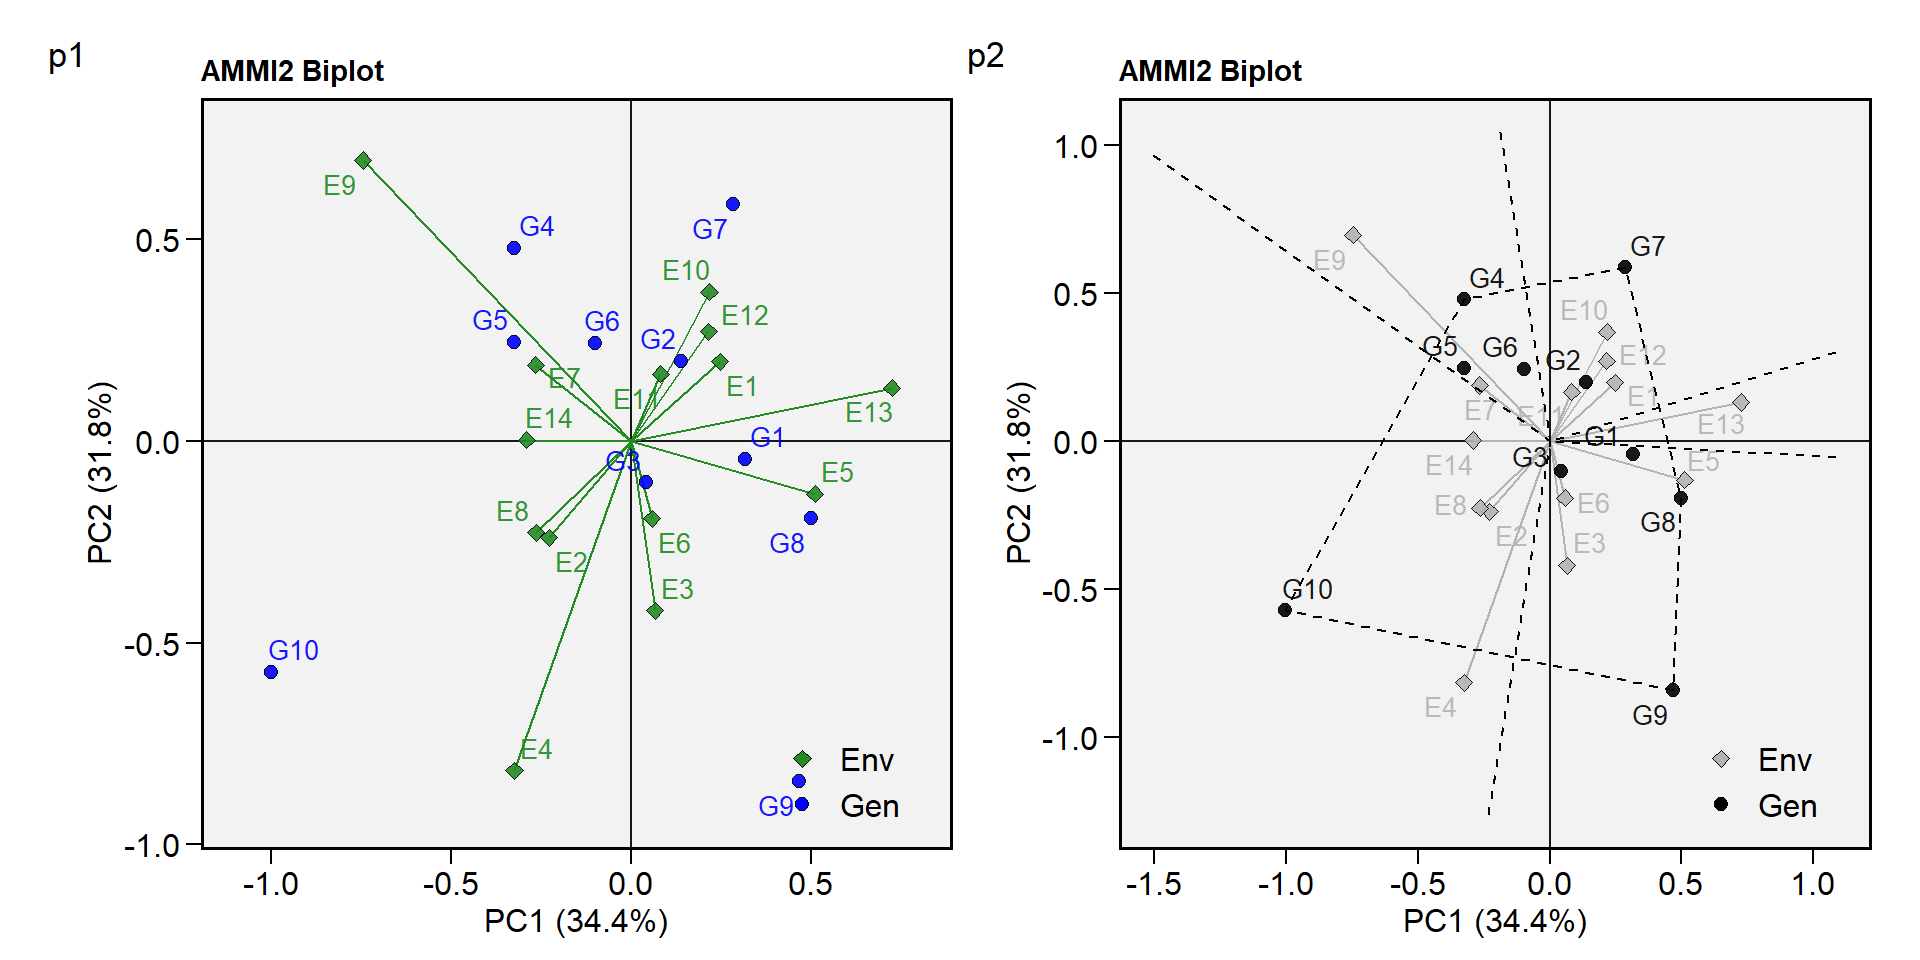 p1
AMMI2 Biplot
E9
G4
G7
E10
G5
G6
G2
E12
E7
E11
E1
E14
E13
G1
G3
E5
E8
E2
E6
G8
E3
G10
E4
Env
G9
Gen
0.5
0.0
-0.5
-1.0
PC2 (31.8%)
-1.0
-0.5
0.0
0.5
PC1 (34.4%)
p2
AMMI2 Biplot
G7
E9
G4
E10
G5
G6
G2
E12
E7
E11
E1
E13
G1
G3
E14
E5
E8
E6
G8
E2
E3
G10
E4
G9
Env
Gen
1.0
0.5
0.0
-0.5
-1.0
PC2 (31.8%)
-1.5
-1.0
-0.5
0.0
0.5
1.0
PC1 (34.4%)